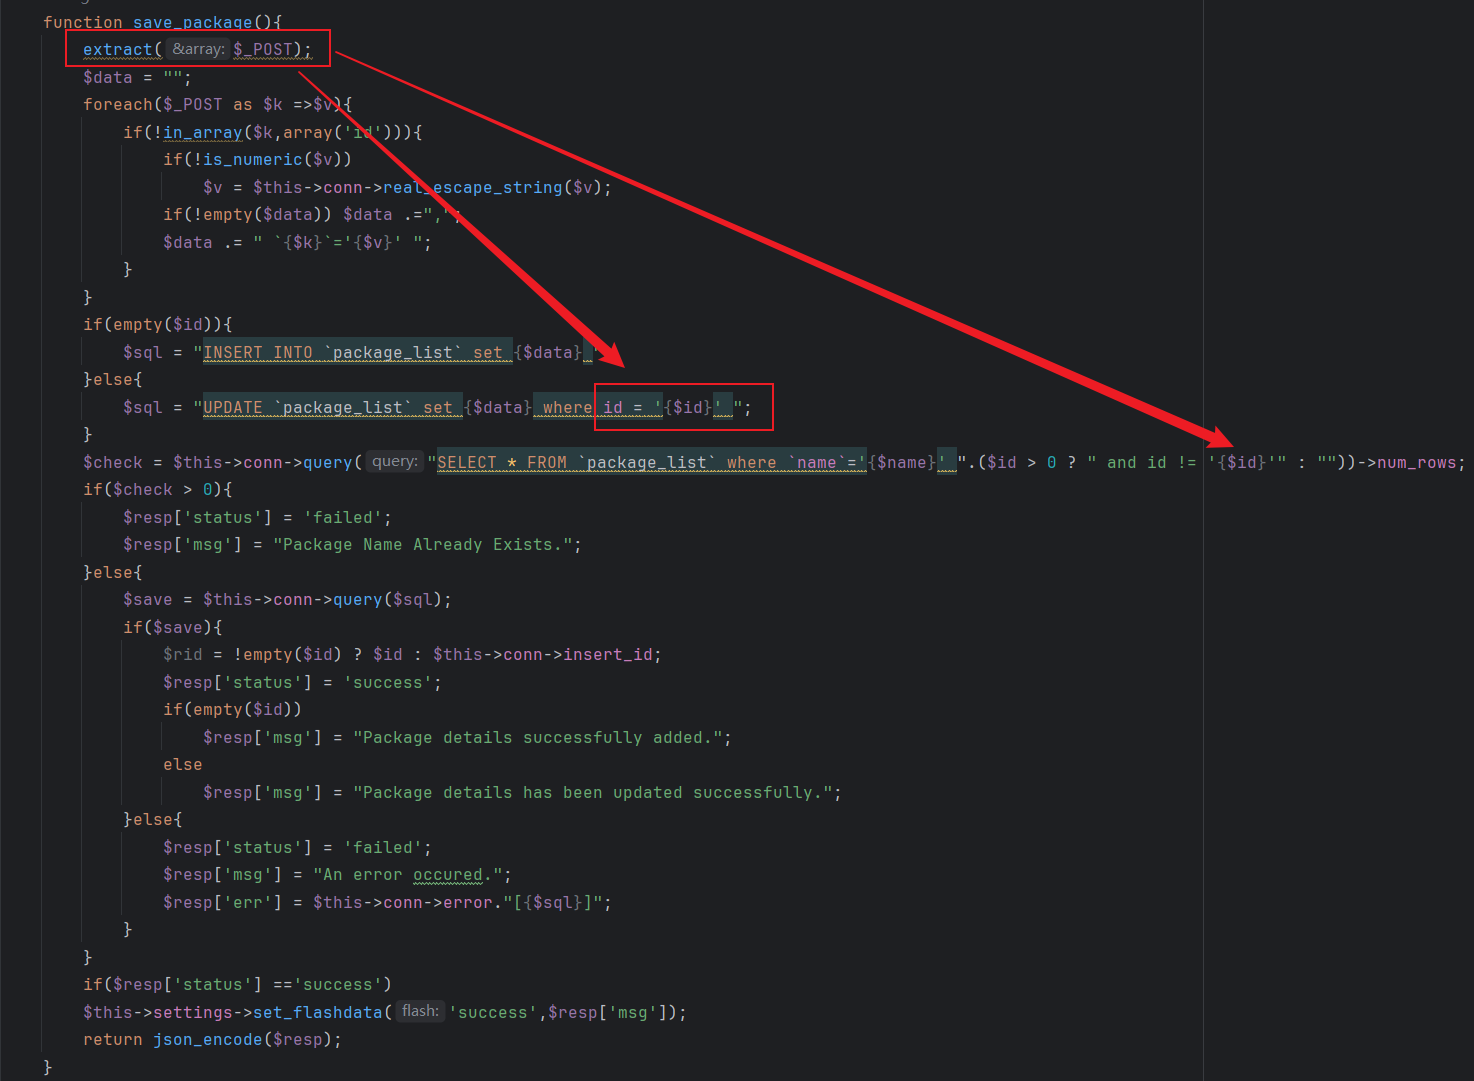 function save_package(){
extract( &array: $_POST);
$data = "";
foreach($_POST as $k =>$v){
if(!in_array($k,array('id'))){
if(!is_numeric($v))
$v = $this->conn->real_escape_string($v);
if(!empty($data)) $data .=",";
$data .= " `{$k}`='{$v}' ";
}
}
if(empty($id)){
$sql = "INSERT INTO `package_list` set {$data} ";
}else{
$sql = "UPDATE `package_list` set {$data} where id = '{$id}' ";
}
$check = $this->conn->query( query: "SELECT * FROM `package_list` where `name`='{$name}' ".($id > 0 ? " and id != '{$id}'" : ""))->num_rows;
if($check > 0){
$resp['status'] = 'failed';
$resp['msg'] = "Package Name Already Exists.";
}else{
$save = $this->conn->query($sql);
if($save){
$rid = !empty($id) ? $id : $this->conn->insert_id;
$resp['status'] = 'success';
if(empty($id))
$resp['msg'] = "Package details successfully added.";
else
$resp['msg'] = "Package details has been updated successfully.";
}else{
$resp['status'] = 'failed';
$resp['msg'] = "An error occured.";
$resp['err'] = $this->conn->error."[{$sql}]";
}
}
if($resp['status'] =='success')
$this->settings->set_flashdata( flash: 'success',$resp['msg']);
return json_encode($resp);
}